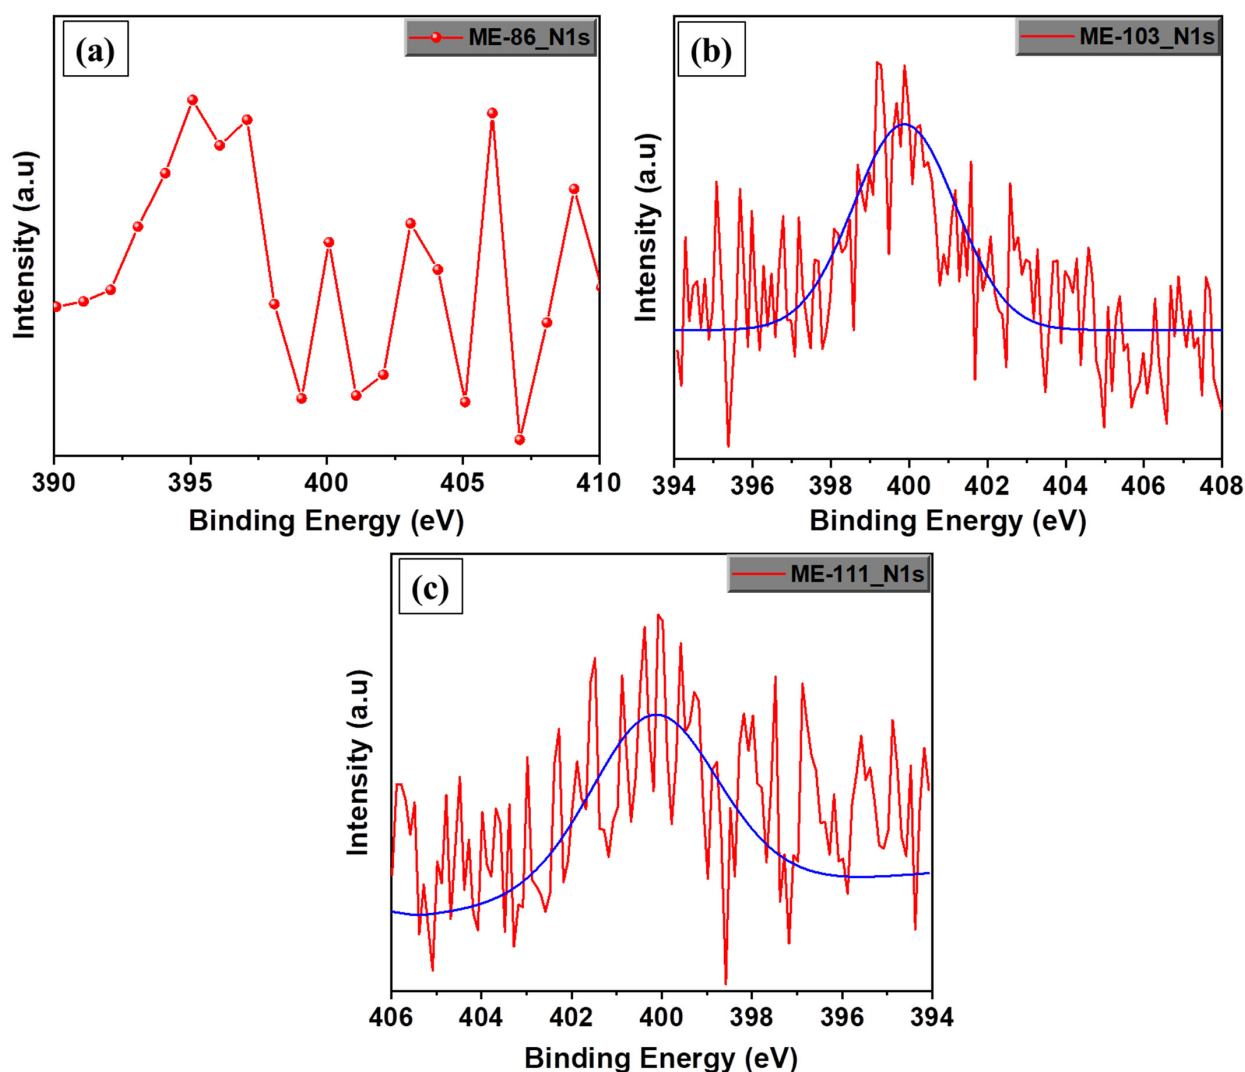 (a)
ME-86_N1s
Intensity (a.u)
390 395 400 405 410
Binding Energy (eV)
(b)
ME-103_N1s
Intensity (a.u)
394 396 398 400 402 404 406 408
Binding Energy (eV)
(c)
ME-111_N1s
Intensity (a.u)
406 404 402 400 398 396 394
Binding Energy (eV)